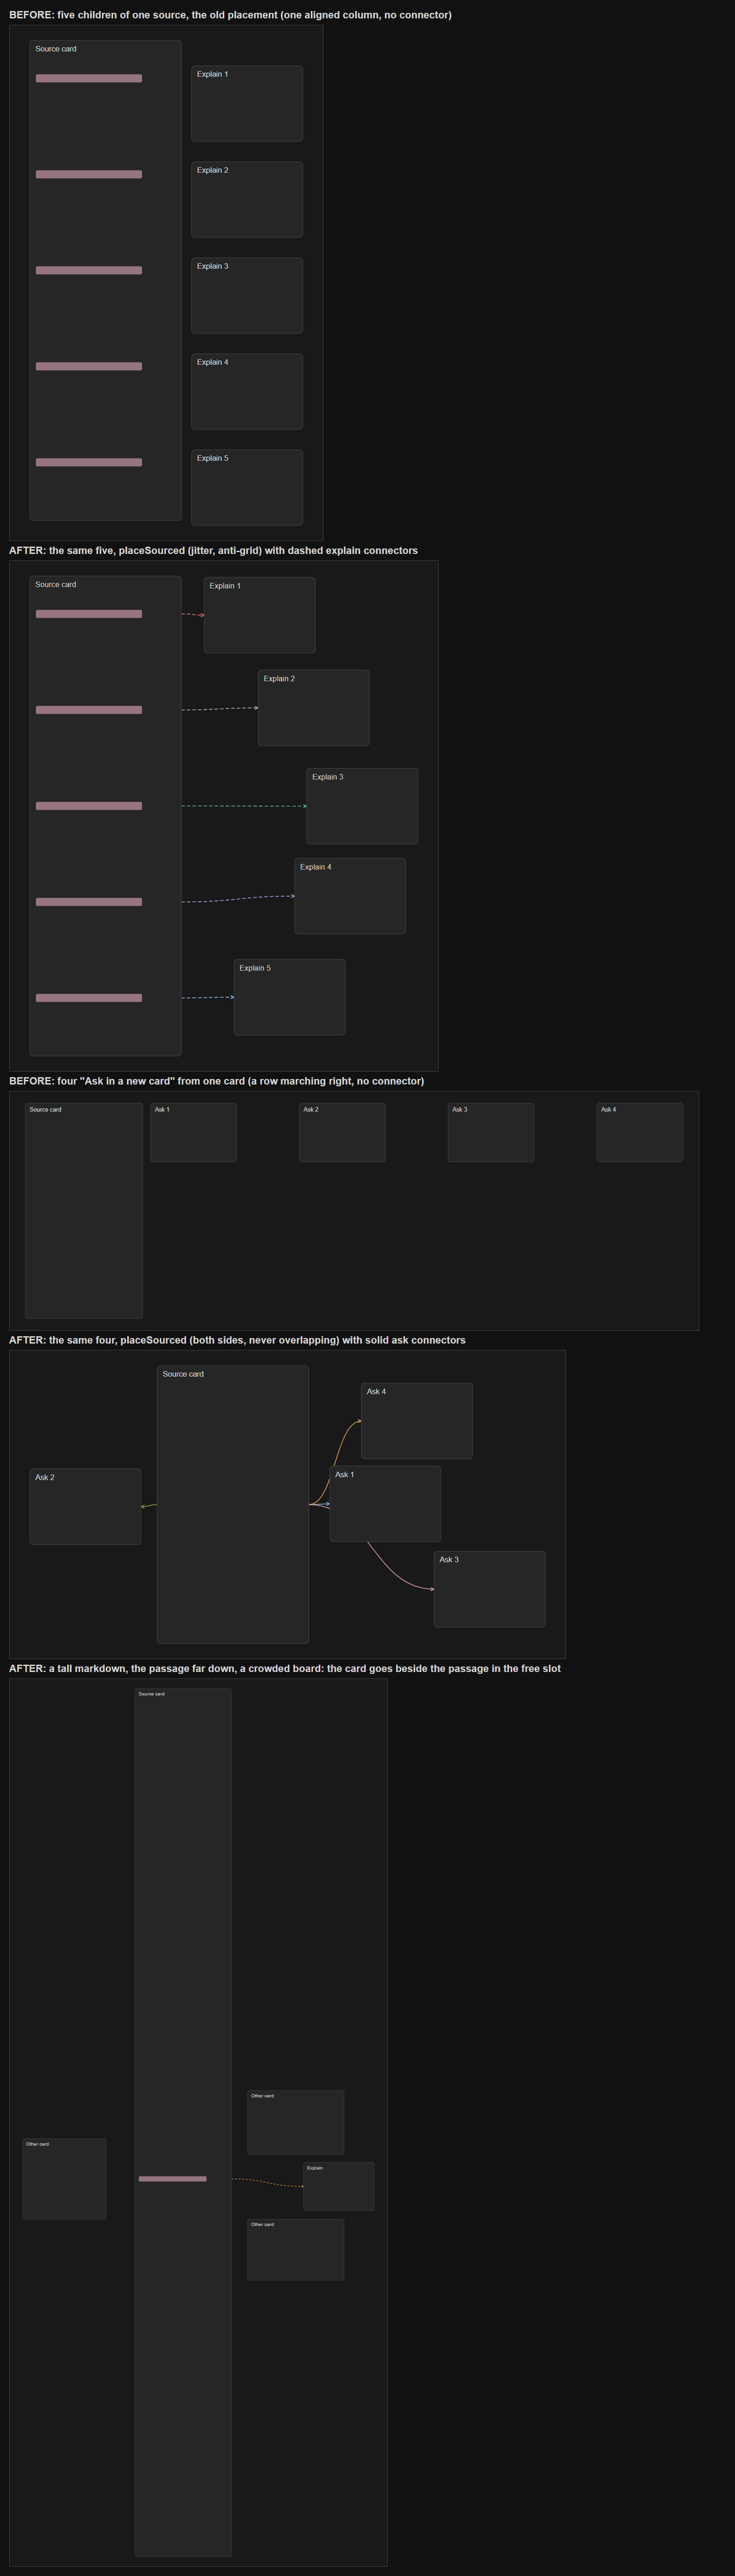 BEFORE: five children of one source, the old placement (one aligned column, no connector)
Source card
Explain 1
Explain 2
Explain 3
Explain 4
Explain 5
AFTER: the same five, placeSourced (jitter, anti-grid) with dashed explain connectors
Source card
Explain 1
Explain 2
Explain 3
Explain 4
Explain 5
BEFORE: four "Ask in a new card" from one card (a row marching right, no connector)
Source card
Ask 1
Ask 2
Ask 3
Ask 4
AFTER: the same four, placeSourced (both sides, never overlapping) with solid ask connectors
Source card
Ask 4
Ask 1
Ask 2
Ask 3
AFTER: a tall markdown, the passage far down, a crowded board: the card goes beside the passage in the free slot
Source card
Other card
Other card
Explain
Other card